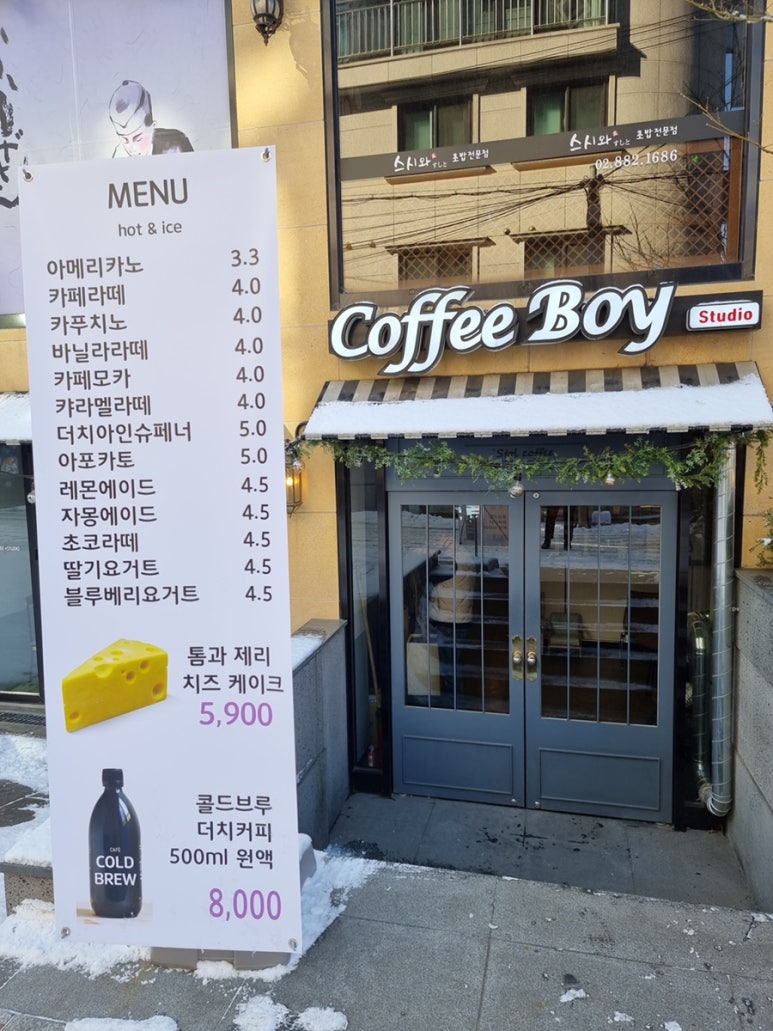 MENU
hot & ice
아메리카노 3.3
카페라떼 4.0
카푸치노 4.0
바닐라라떼 4.0
카페모카 4.0
캬라멜라떼 4.0
더치아인슈페너 5.0
아포카토 5.0
레몬에이드 4.5
자몽에이드 4.5
초코라떼 4.5
딸기요거트 4.5
블루베리요거트 4.5
톰과 제리
치즈 케이크
5,900
콜드브루
더치커피
500ml 원액
8,000
CAFÉ
COLD
BREW
스시와 すしと 초밥전문점
스시와 すしと 초밥전문점
02.882.1686
Coffee Boy
Studio